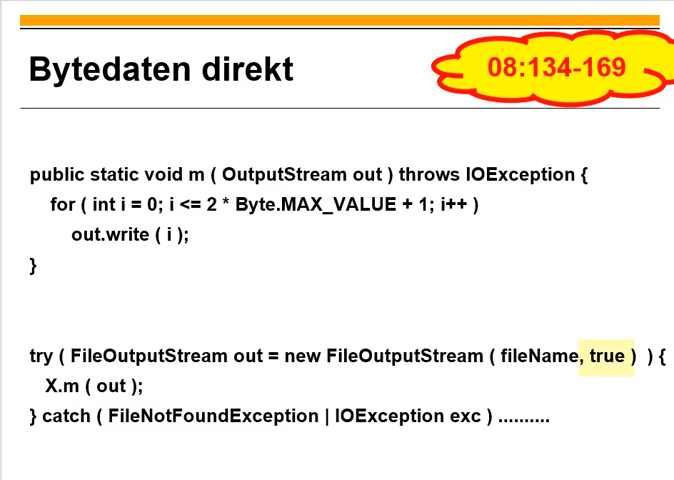 Bytedaten direkt
08:134-169
public static void m ( OutputStream out ) throws IOException {
for ( int i = 0; i <= 2 * Byte.MAX_VALUE + 1; i++ )
out.write ( i );
}
try ( FileOutputStream out = new FileOutputStream ( fileName, true ) ) {
X.m ( out );
} catch ( FileNotFoundException | IOException exc ) ..........